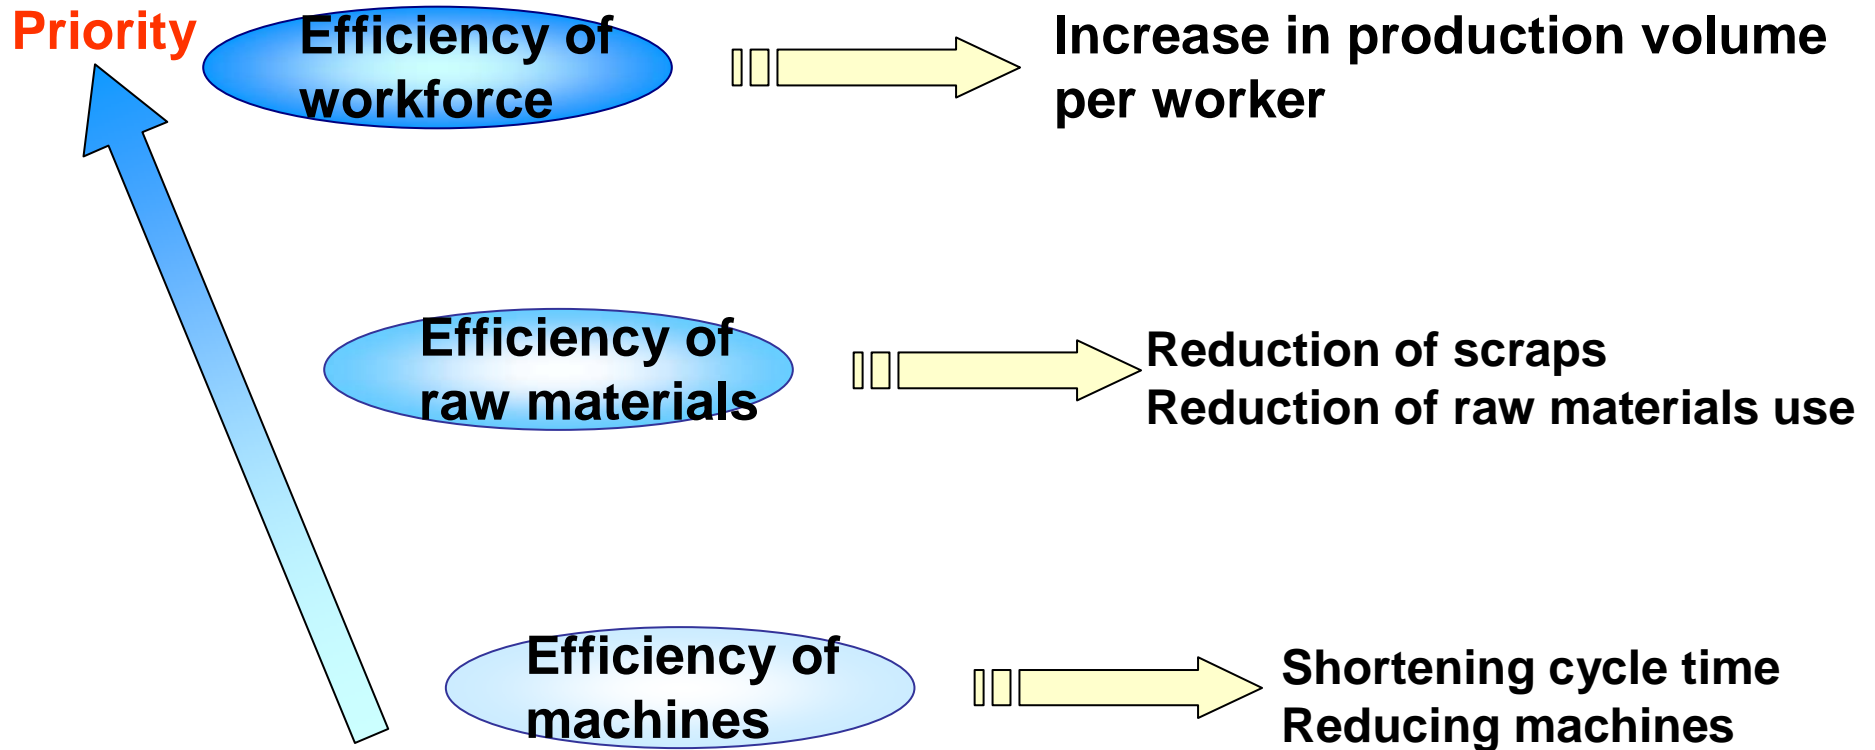 Priority
Efficiency of
workforce
Increase in production volume
per worker
Efficiency of
raw materials
Reduction of scraps
Reduction of raw materials use
Efficiency of
machines
Shortening cycle time
Reducing machines